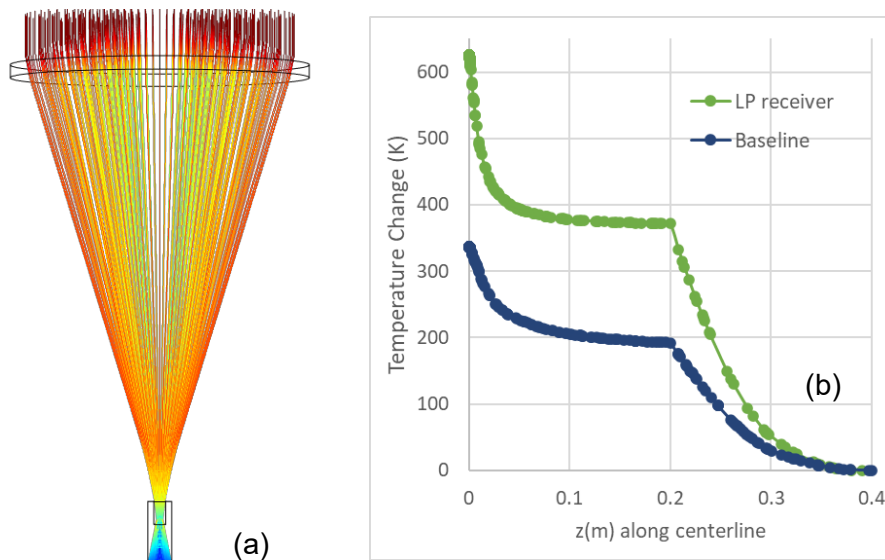 (a)
Temperature Change (K)
600
500
400
300
200
100
0
0
0.1
0.2
0.3
0.4
z(m) along centerline
LP receiver
Baseline
(b)